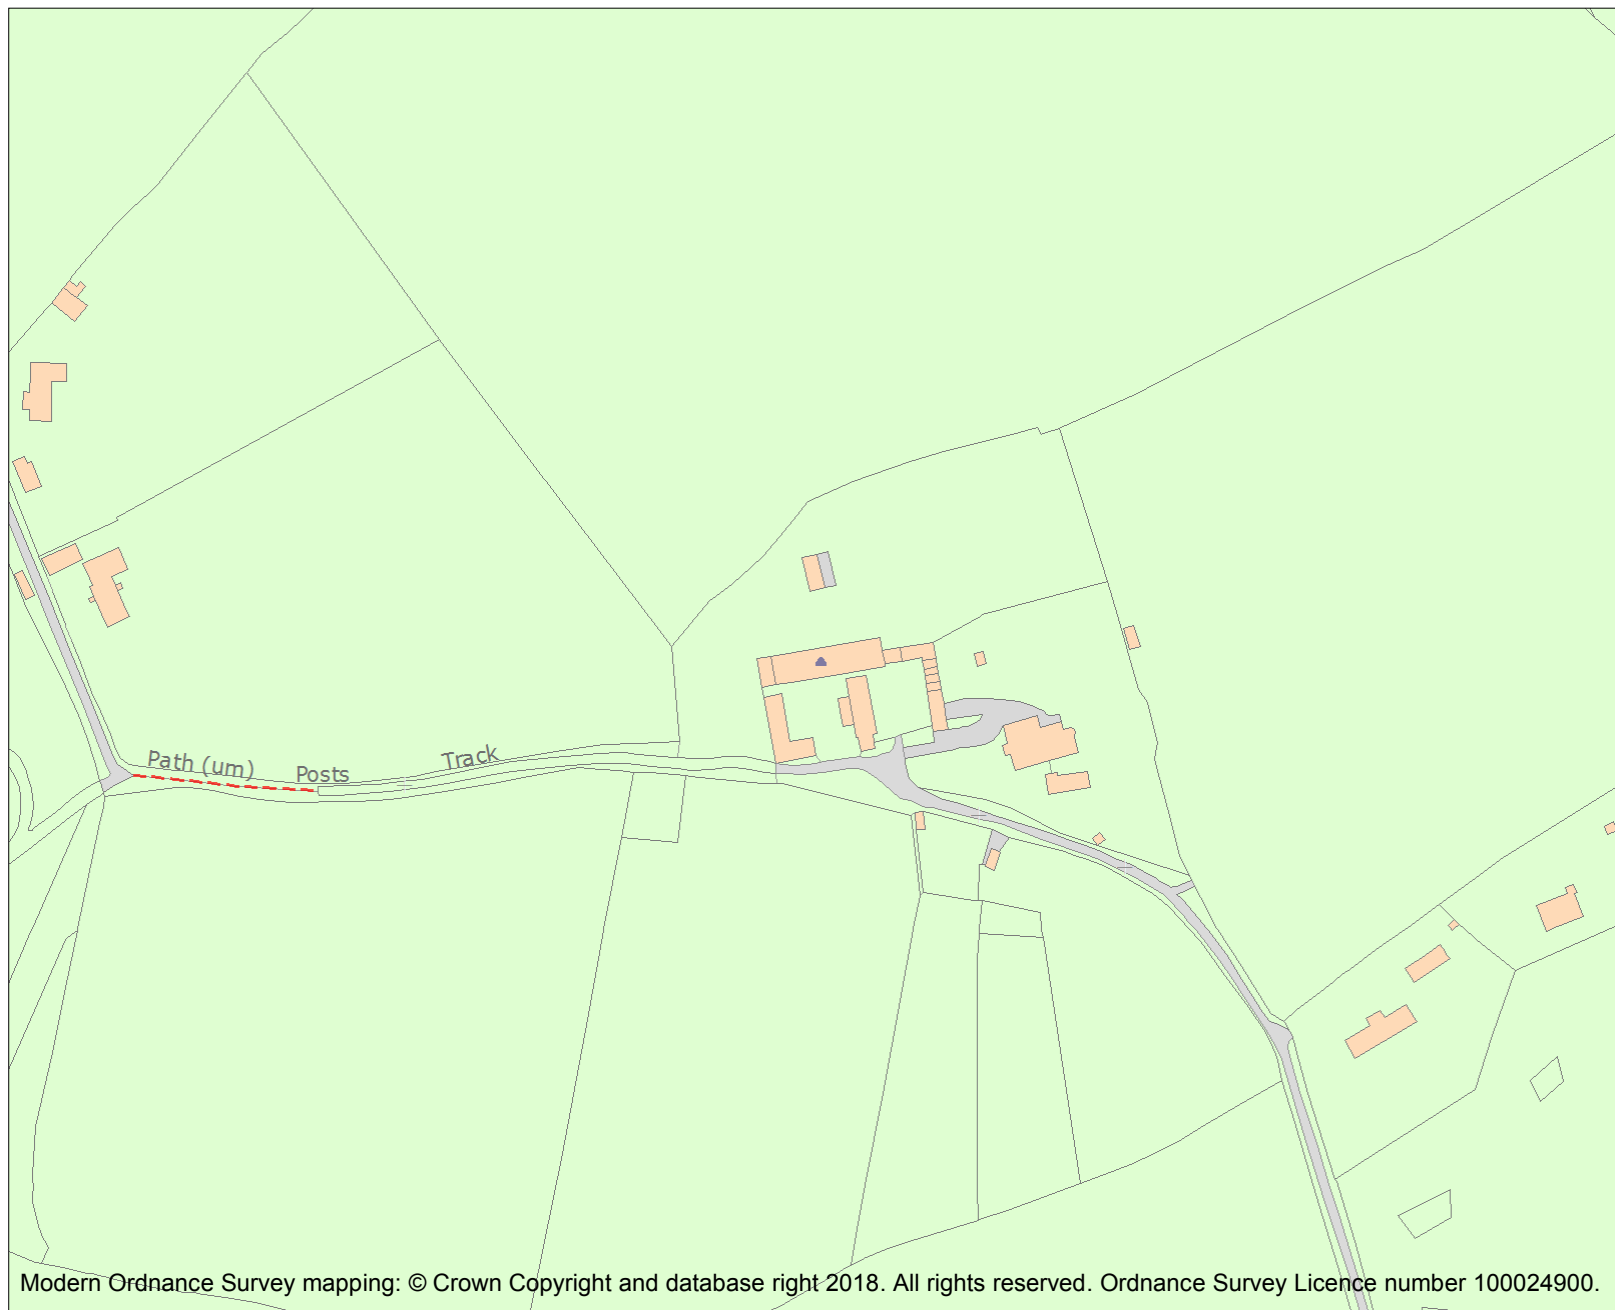 Path (um)
Posts
Track
Modern Ordnance Survey mapping: © Crown Copyright and database right 2018. All rights reserved. Ordnance Survey Licence number 100024900.